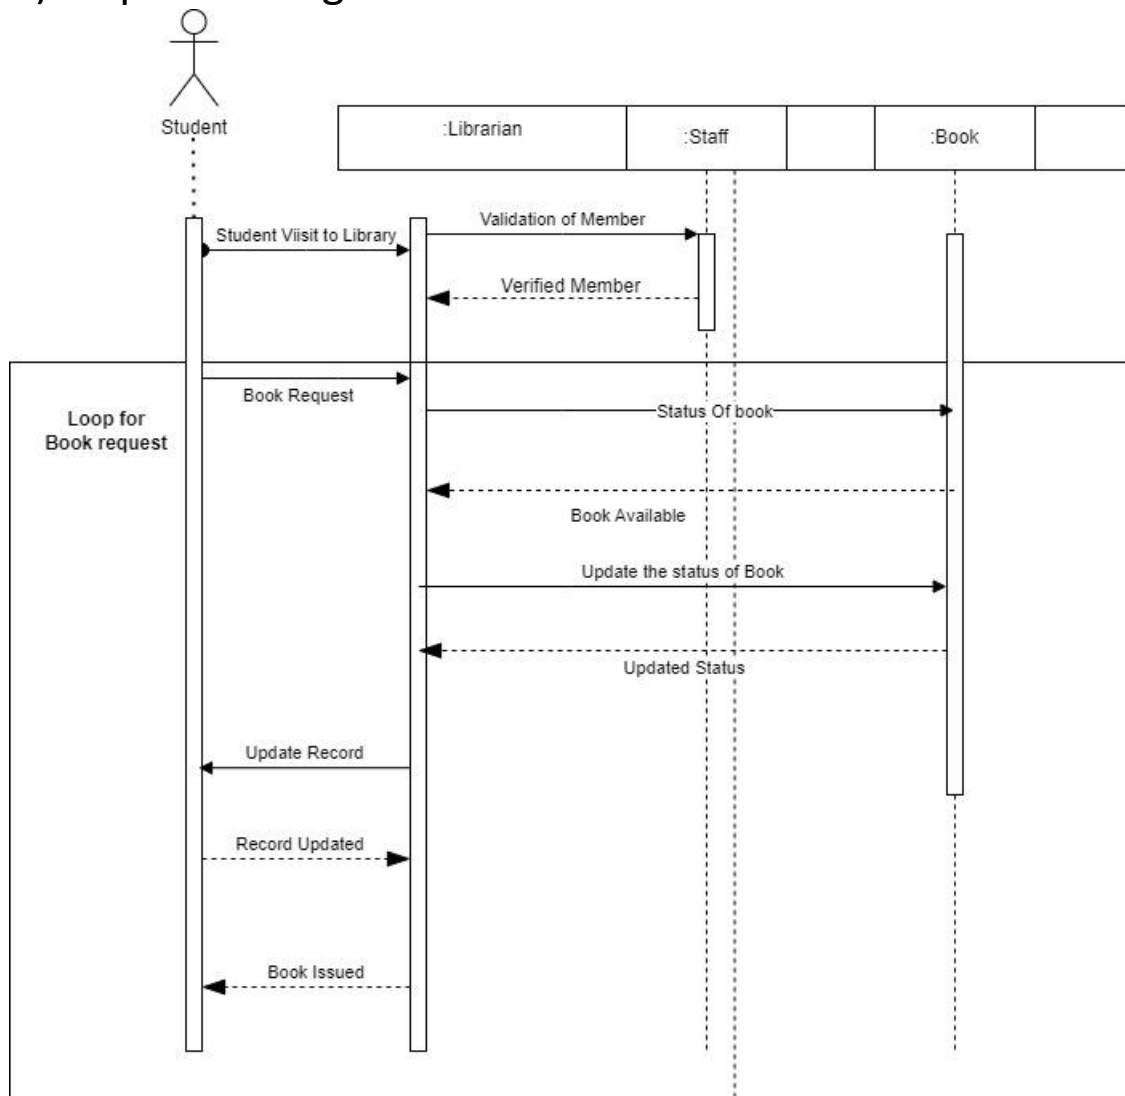 Student
:Librarian
:Staff
:Book
Student Viisit to Library
Validation of Member
Verified Member
Book Request
Loop for
Book request
Status Of book
Book Available
Update the status of Book
Updated Status
Update Record
Record Updated
Book Issued